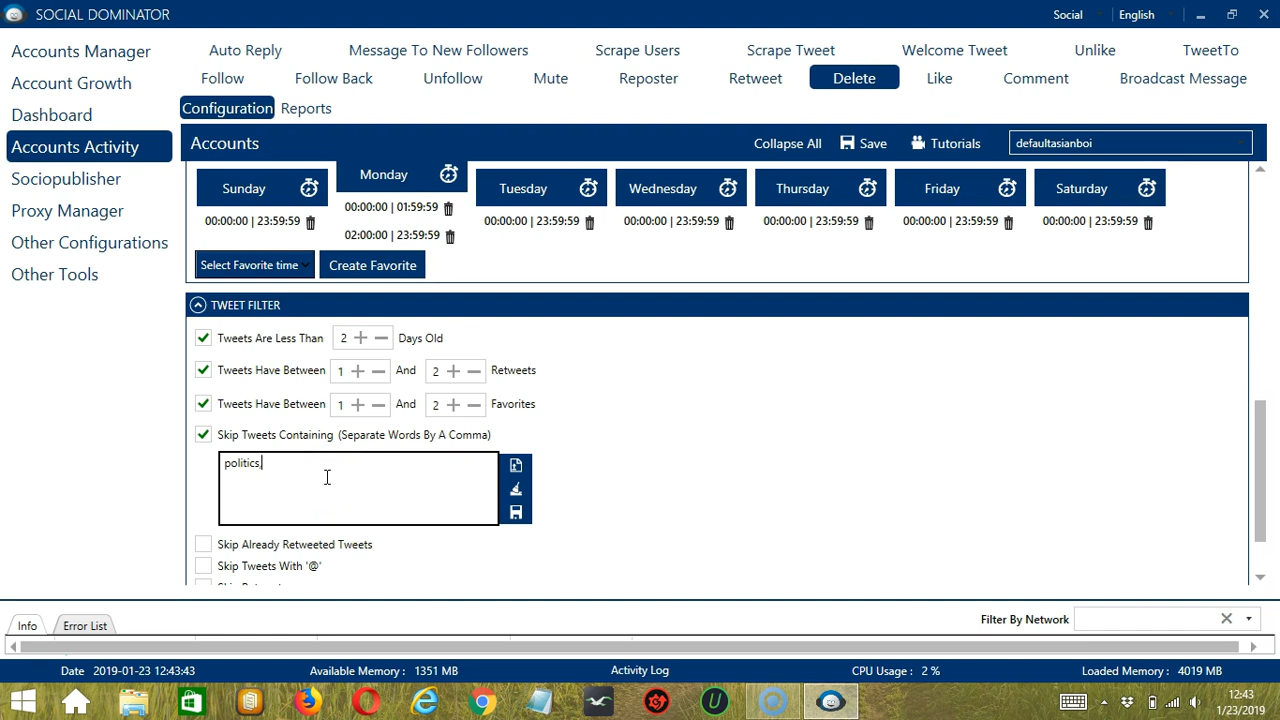 SOCIAL DOMINATOR
Social
English
Accounts Manager
Account Growth
Dashboard
Accounts Activity
Sociopublisher
Proxy Manager
Other Configurations
Other Tools
Auto Reply Message To New Followers Scrape Users Scrape Tweet Welcome Tweet Unlike TweetTo
Follow Follow Back Unfollow Mute Reposter Retweet Delete Like Comment Broadcast Message
Configuration Reports
Accounts Collapse All Save Tutorials defaultasianboi
Sunday Monday Tuesday Wednesday Thursday Friday Saturday
00:00:00 | 23:59:59 00:00:00 | 01:59:59 00:00:00 | 23:59:59 00:00:00 | 23:59:59 00:00:00 | 23:59:59 00:00:00 | 23:59:59 00:00:00 | 23:59:59
02:00:00 | 23:59:59
Select Favorite time Create Favorite
TWEET FILTER
Tweets Are Less Than 2 Days Old
Tweets Have Between 1 And 2 Retweets
Tweets Have Between 1 And 2 Favorites
Skip Tweets Containing (Separate Words By A Comma)
politics,
Skip Already Retweeted Tweets
Skip Tweets With '@'
Info Error List Filter By Network
Date 2019-01-23 12:43:43 Available Memory : 1351 MB Activity Log CPU Usage : 2 % Loaded Memory : 4019 MB
12:43
1/23/2019